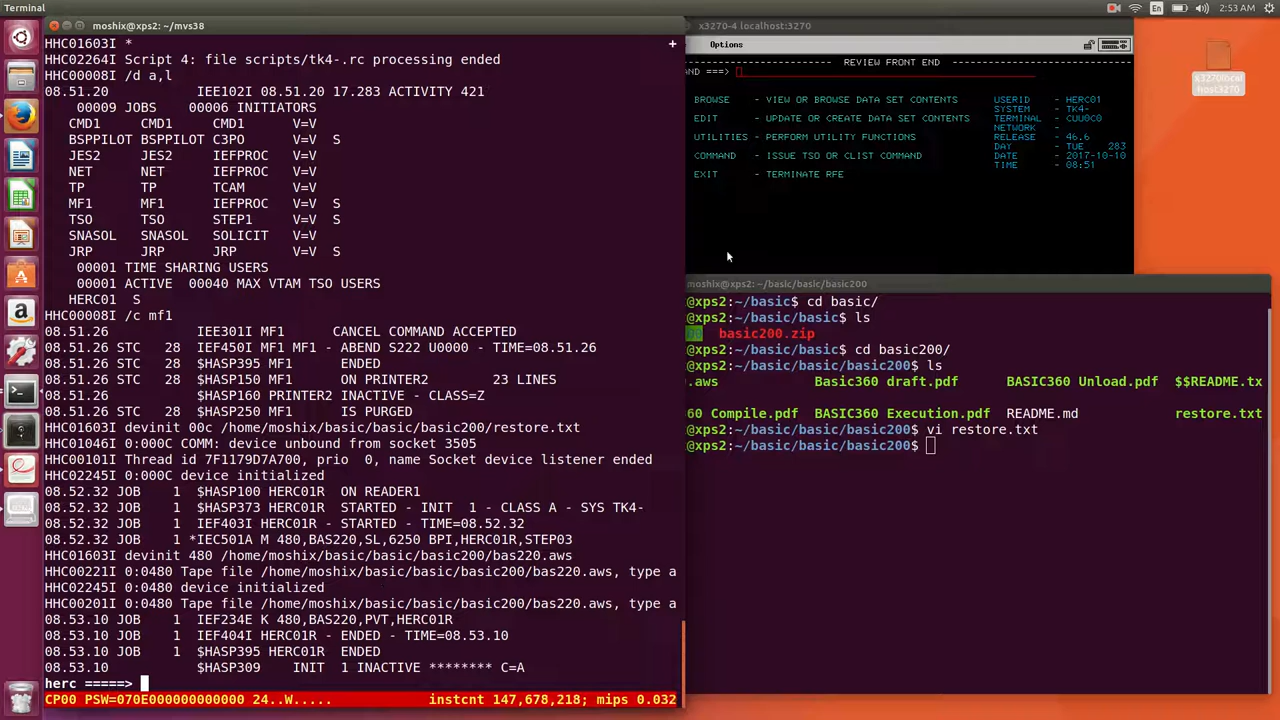 Terminal
En
2:53 AM
moshix@xps2: ~/mvs38
HHC01603I *
HHC02264I Script 4: file scripts/tk4-.rc processing ended
HHC00008I /d a,l
08.51.20           IEE102I 08.51.20 17.283 ACTIVITY 421
00009 JOBS    00006 INITIATORS
CMD1     CMD1     CMD1       V=V
BSPPILOT BSPPILOT C3PO       V=V  S
JES2     JES2     IEFPROC    V=V
NET      NET      IEFPROC    V=V
TP       TP       TCAM       V=V
MF1      MF1      IEFPROC    V=V  S
TSO      TSO      STEP1      V=V  S
SNASOL   SNASOL   SOLICIT    V=V
JRP      JRP      JRP        V=V  S
00001 TIME SHARING USERS
00001 ACTIVE  00040 MAX VTAM TSO USERS
HERC01  S
HHC00008I /c mf1
08.51.26           IEE301I MF1      CANCEL COMMAND ACCEPTED
08.51.26 STC   28  IEF450I MF1 MF1 - ABEND S222 U0000 - TIME=08.51.26
08.51.26 STC   28  $HASP395 MF1      ENDED
08.51.26 STC   28  $HASP150 MF1      ON PRINTER2       23 LINES
08.51.26           $HASP160 PRINTER2 INACTIVE - CLASS=Z
08.51.26 STC   28  $HASP250 MF1      IS PURGED
HHC01603I devinit 00c /home/moshix/basic/basic/basic200/restore.txt
HHC01046I 0:000C COMM: device unbound from socket 3505
HHC00101I Thread id 7F1179D7A700, prio  0, name Socket device listener ended
HHC02245I 0:000C device initialized
08.52.32 JOB    1  $HASP100 HERC01R  ON READER1
08.52.32 JOB    1  $HASP373 HERC01R  STARTED - INIT  1 - CLASS A - SYS TK4-
08.52.32 JOB    1  IEF403I HERC01R - STARTED - TIME=08.52.32
08.52.32 JOB    1 *IEC501A M 480,BAS220,SL,6250 BPI,HERC01R,STEP03
HHC01603I devinit 480 /home/moshix/basic/basic/basic200/bas220.aws
HHC00221I 0:0480 Tape file /home/moshix/basic/basic/basic200/bas220.aws, type a
HHC02245I 0:0480 device initialized
HHC00201I 0:0480 Tape file /home/moshix/basic/basic/basic200/bas220.aws, type a
08.53.10 JOB    1  IEF234E K 480,BAS220,PVT,HERC01R
08.53.10 JOB    1  IEF404I HERC01R - ENDED - TIME=08.53.10
08.53.10 JOB    1  $HASP395 HERC01R  ENDED
08.53.10           $HASP309    INIT  1 INACTIVE ******** C=A
herc =====>
CP00 PSW=070E000000000000 24..W.....            instcnt 147,678,218; mips 0.032
x3270-4 localhost:3270
Options
REVIEW FRONT END
AND ===>
BROWSE    - VIEW OR BROWSE DATA SET CONTENTS     USERID   - HERC01
SYSTEM   - TK4-
EDIT      - UPDATE OR CREATE DATA SET CONTENTS   TERMINAL - CUU0C0
NETWORK  -
UTILITIES - PERFORM UTILITY FUNCTIONS            RELEASE  - 46.6
DAY      - TUE   283
COMMAND   - ISSUE TSO OR CLIST COMMAND           DATE     - 2017-10-10
TIME     - 08:51
EXIT      - TERMINATE RFE
x3270local
host3270
moshix@xps2: ~/basic/basic/basic200
@xps2:~/basic$ cd basic/
@xps2:~/basic/basic$ ls
basic200.zip
@xps2:~/basic/basic$ cd basic200/
@xps2:~/basic/basic/basic200$ ls
.aws        Basic360 draft.pdf      BASIC360 Unload.pdf  $$README.tx
60 Compile.pdf  BASIC360 Execution.pdf  README.md            restore.txt
@xps2:~/basic/basic/basic200$ vi restore.txt
@xps2:~/basic/basic/basic200$